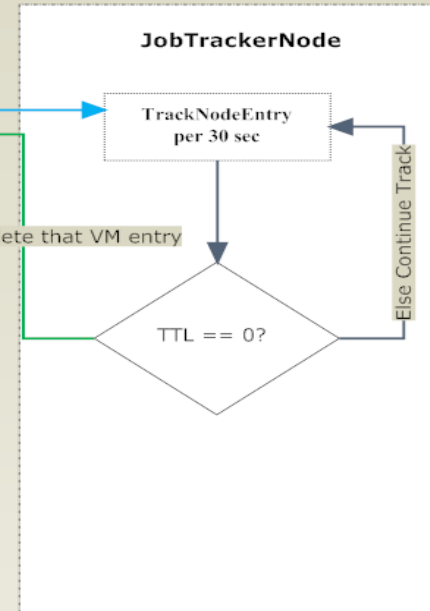 JobTrackerNode
TrackNodeEntry
per 30 sec
ete that VM entry
TTL == 0?
Else Continue Track